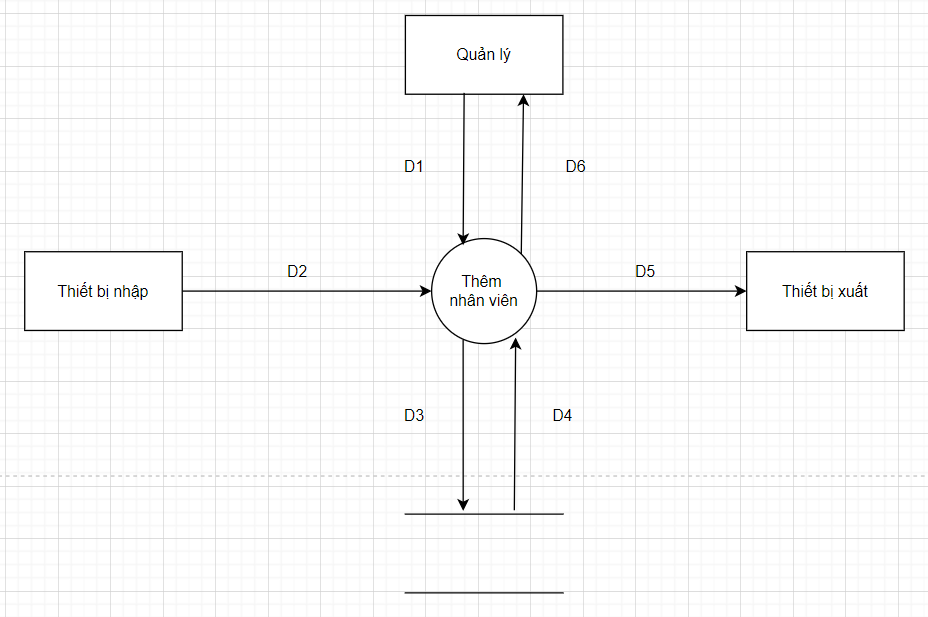 Quản lý
D1
D6
D2
D5
Thiết bị nhập
Thêm
nhân viên
Thiết bị xuất
D3
D4